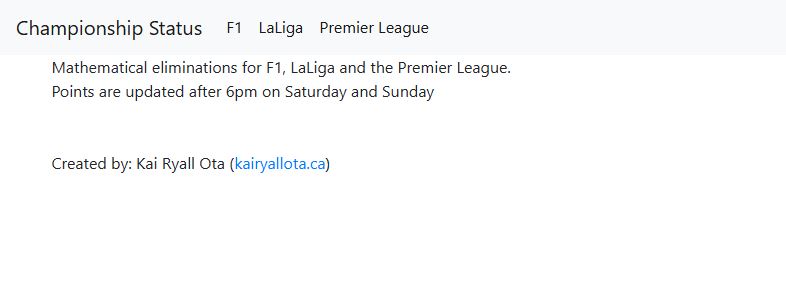 Championship Status F1 LaLiga Premier League
Mathematical eliminations for F1, LaLiga and the Premier League.
Points are updated after 6pm on Saturday and Sunday
Created by: Kai Ryall Ota (kairyallota.ca)